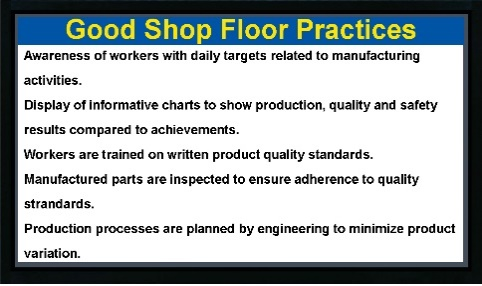 Good Shop Floor Practices
Awareness of workers with daily targets related to manufacturing
activities.
Display of informative charts to show production, quality and safety
results compared to achievements.
Workers are trained on written product quality standards.
Manufactured parts are inspected to ensure adherence to quality
strandards.
Production processes are planned by engineering to minimize product
variation.